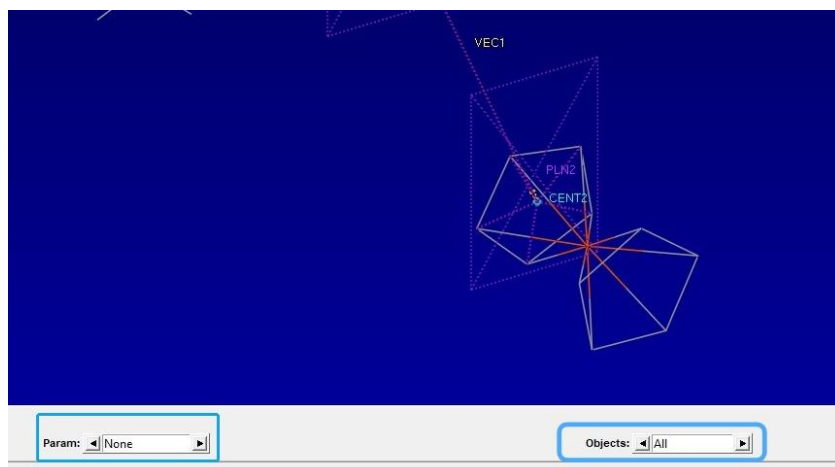 VEC1
PLN2
CENT2
Param: None
Objects: All